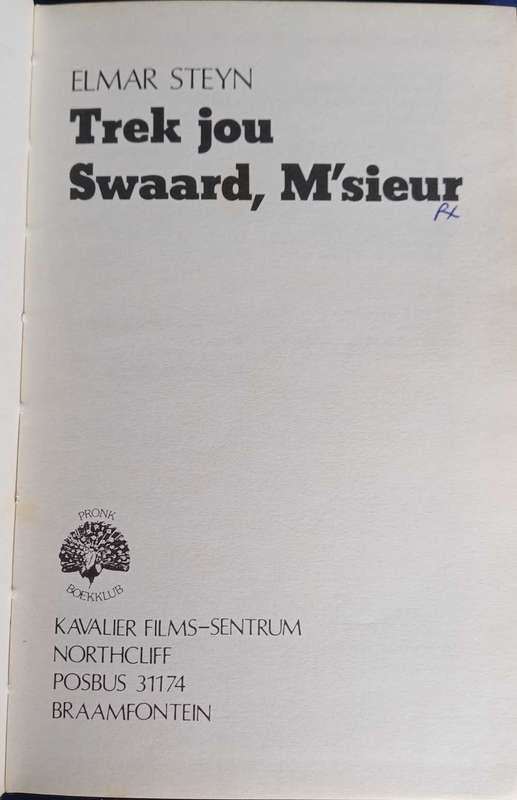 ELMAR STEYN
Trek jou
Swaard, M'sieur
PRONK
BOEKKLUB
KAVALIER FILMS-SENTRUM
NORTHCLIFF
POSBUS 31174
BRAAMFONTEIN